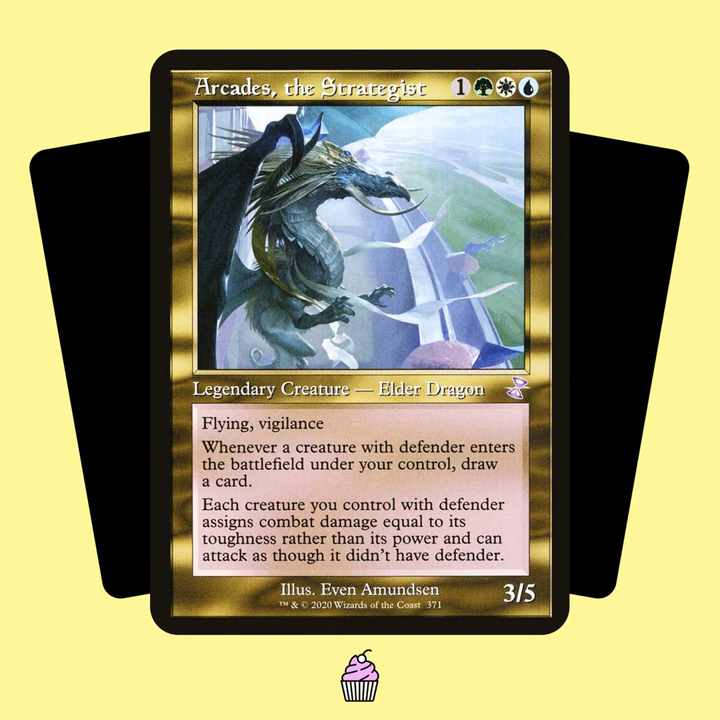 Arcades, the Strategist 1
Legendary Creature — Elder Dragon
Flying, vigilance
Whenever a creature with defender enters
the battlefield under your control, draw
a card.
Each creature you control with defender
assigns combat damage equal to its
toughness rather than its power and can
attack as though it didn't have defender.
Illus. Even Amundsen
™ & © 2020 Wizards of the Coast 371
3/5